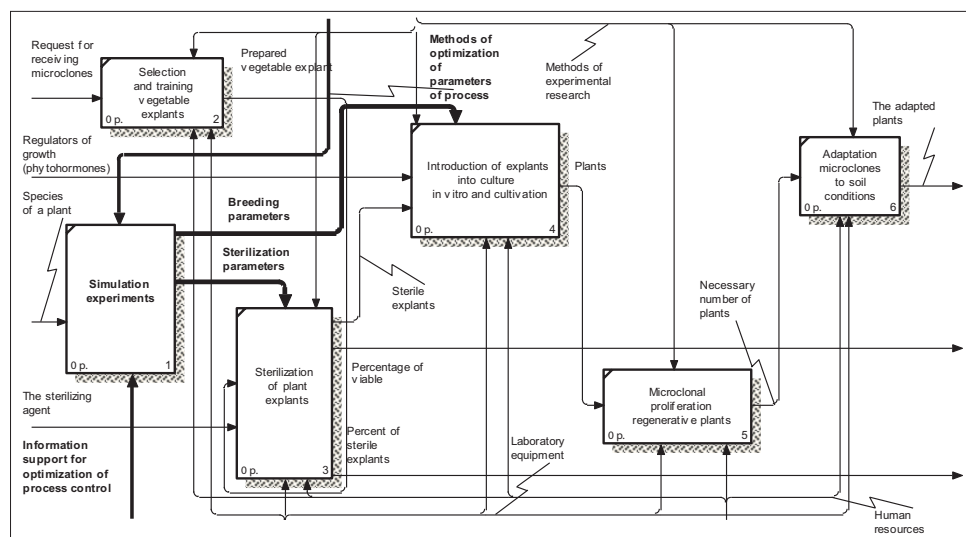 Request for
receiving
microclones
Selection
and training
vegetable
explants
0 p.
2
Prepared
vegetable explant
Methods of
optimization
of
parameters
of process
Methods of
experimental
research
The adapted
plants
Regulators of
growth
(phytohormones)
Introduction of explants
into culture
in vitro and cultivation
0 p.
4
Plants
Adaptation
microclones
to soil
conditions
0 p.
6
Species
of a plant
Breeding
parameters
Simulation
experiments
0 p.
1
Sterilization
parameters
Sterile
explants
Necessary
number of
plants
Sterilization
of plant
explants
0 p.
3
Percentage of
viable
Microclonal
proliferation
regenerative plants
0 p.
5
The sterilizing
agent
Percent of
sterile
explants
Information
support for
optimization of
process control
Laboratory
equipment
Human
resources